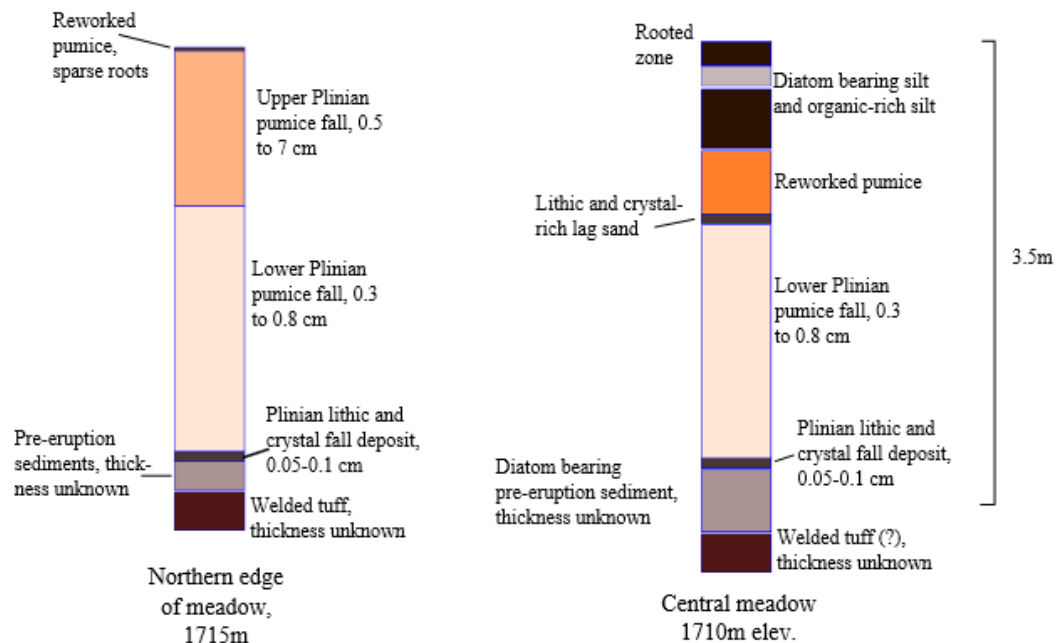 Reworked
pumice,
sparse roots
Upper Plinian
pumice fall, 0.5
to 7 cm
Lower Plinian
pumice fall, 0.3
to 0.8 cm
Plinian lithic and
crystal fall deposit,
0.05-0.1 cm
Pre-eruption
sediments, thick-
ness unknown
Welded tuff,
thickness unknown
Northern edge
of meadow,
1715m
Rooted
zone
Diatom bearing silt
and organic-rich silt
Reworked pumice
Lithic and crystal-
rich lag sand
Lower Plinian
pumice fall, 0.3
to 0.8 cm
Plinian lithic and
crystal fall deposit,
0.05-0.1 cm
Diatom bearing
pre-eruption sediment,
thickness unknown
Welded tuff (?),
thickness unknown
Central meadow
1710m elev.
3.5m